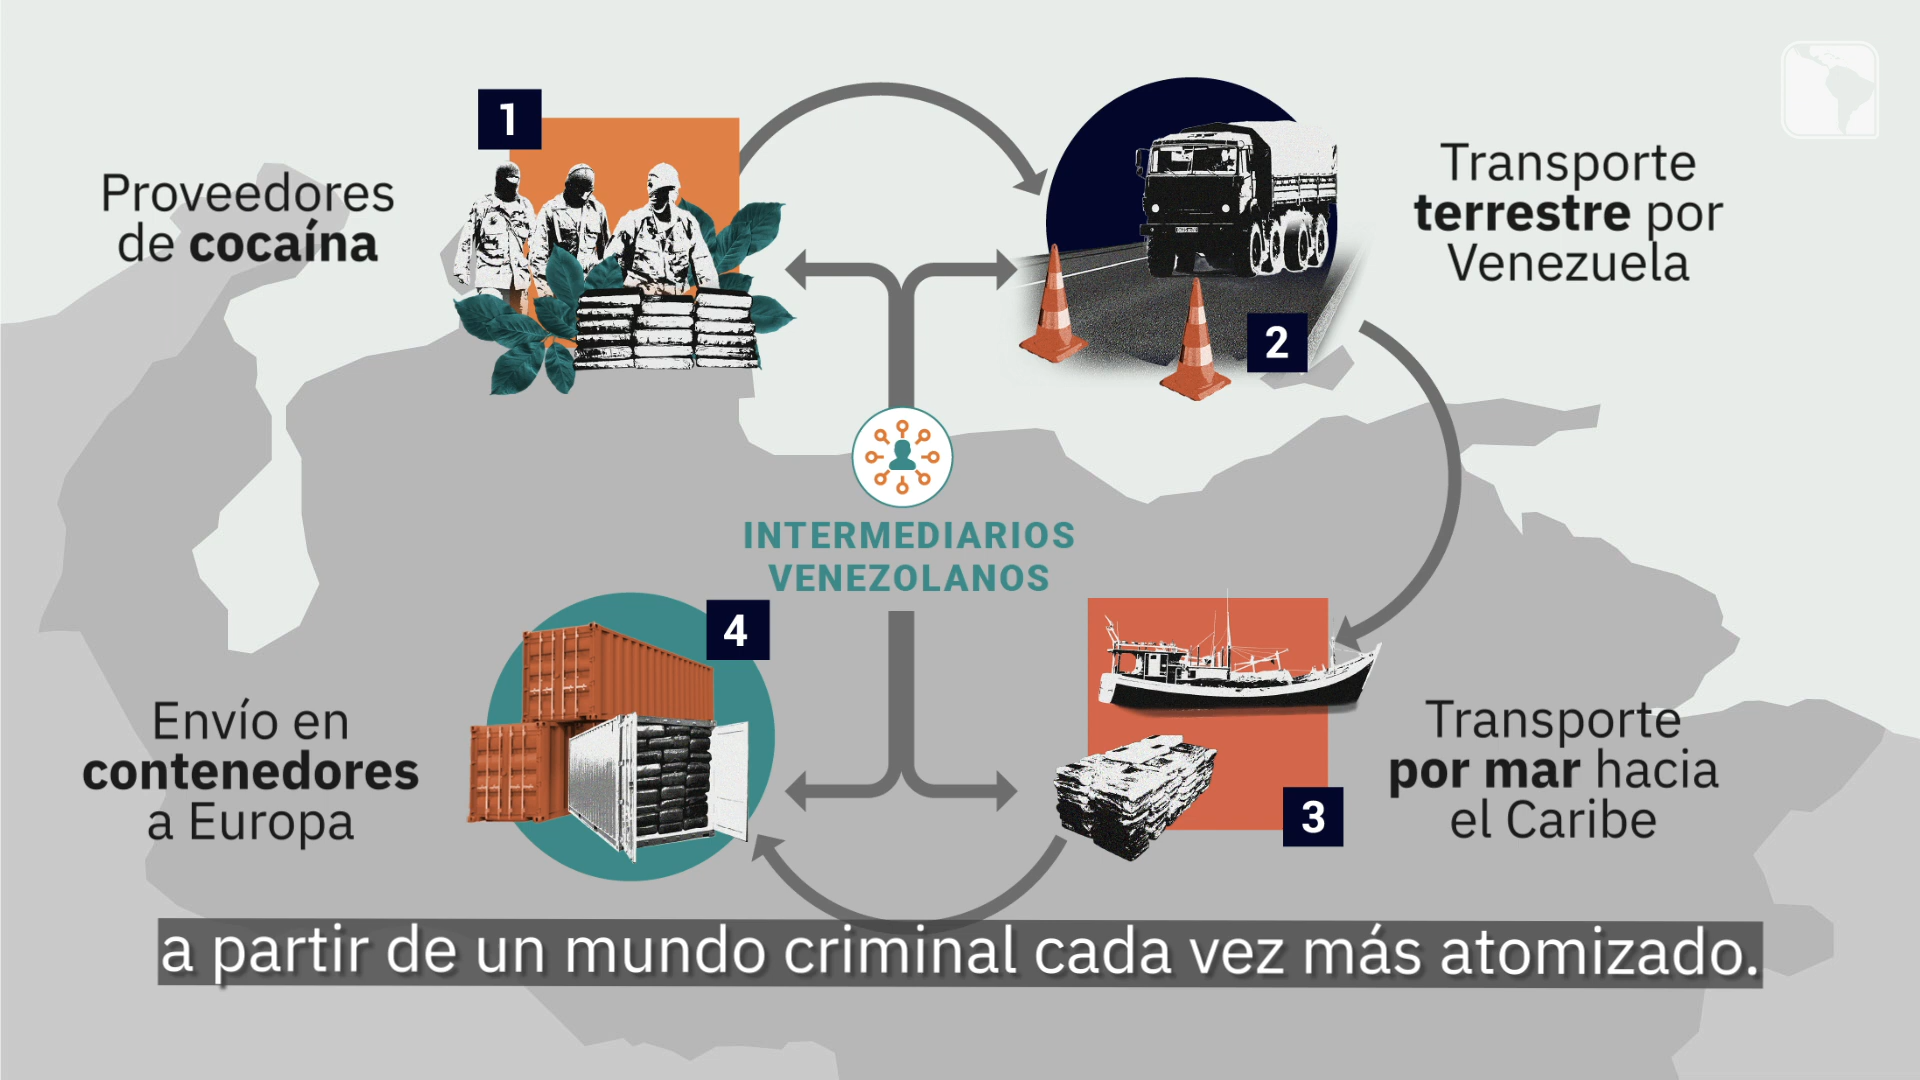 1
Proveedores
de cocaína
2
Transporte
terrestre por
Venezuela
INTERMEDIARIOS
VENEZOLANOS
4
Envío en
contenedores
a Europa
3
Transporte
por mar hacia
el Caribe
a partir de un mundo criminal cada vez más atomizado.